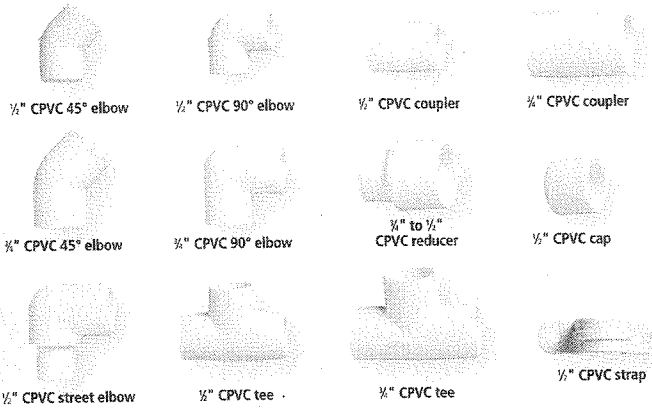 ½" CPVC 45° elbow
½" CPVC 90° elbow
½" CPVC coupler
¾" CPVC coupler
¾" CPVC 45° elbow
¾" CPVC 90° elbow
¾" to ½"
CPVC reducer
½" CPVC cap
½" CPVC street elbow
½" CPVC tee
¾" CPVC tee
½" CPVC strap